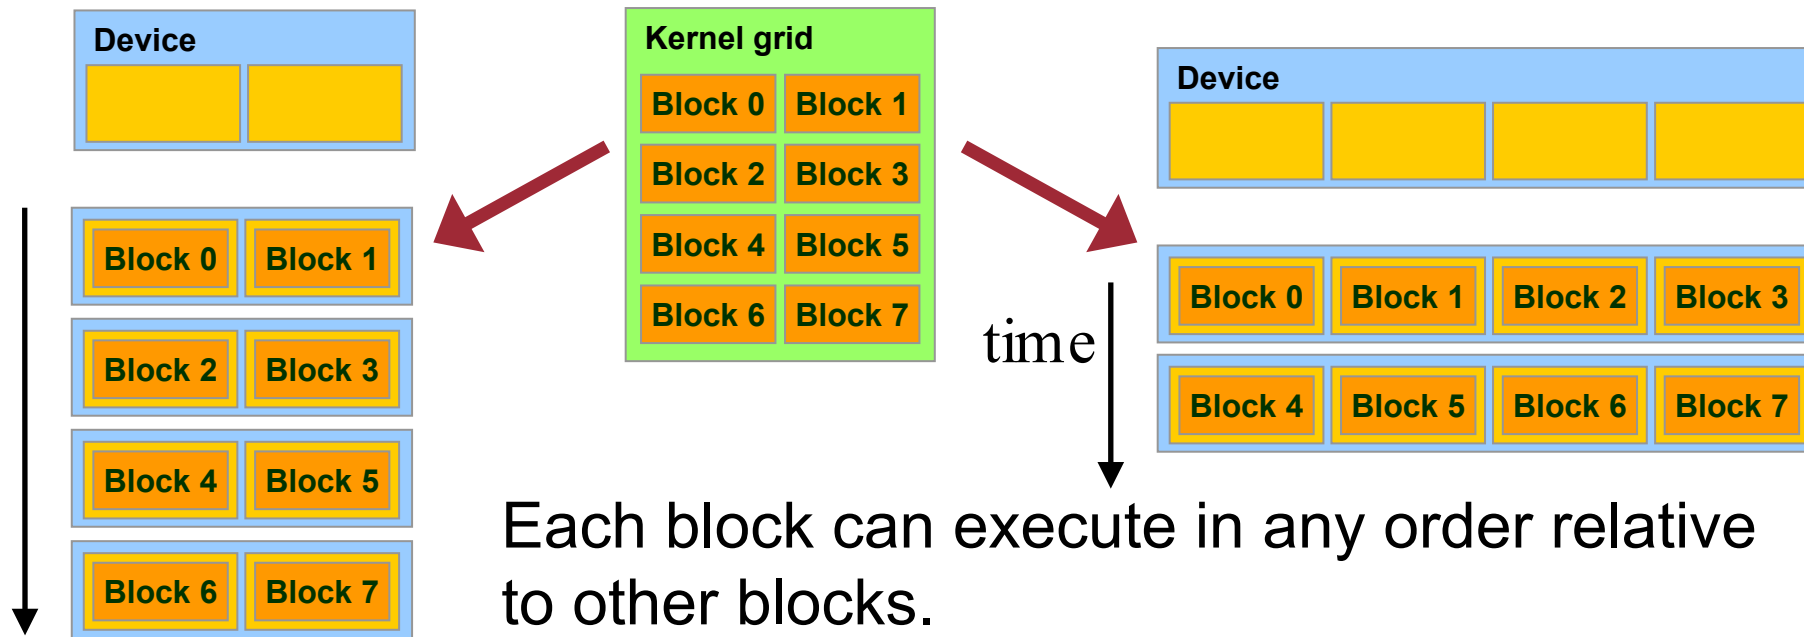 Device
Block 0 Block 1
Block 2 Block 3
Block 4 Block 5
Block 6 Block 7
Kernel grid
Block 0 Block 1
Block 2 Block 3
Block 4 Block 5
Block 6 Block 7
Device
time
Block 0 Block 1 Block 2 Block 3
Block 4 Block 5 Block 6 Block 7
Each block can execute in any order relative
to other blocks.